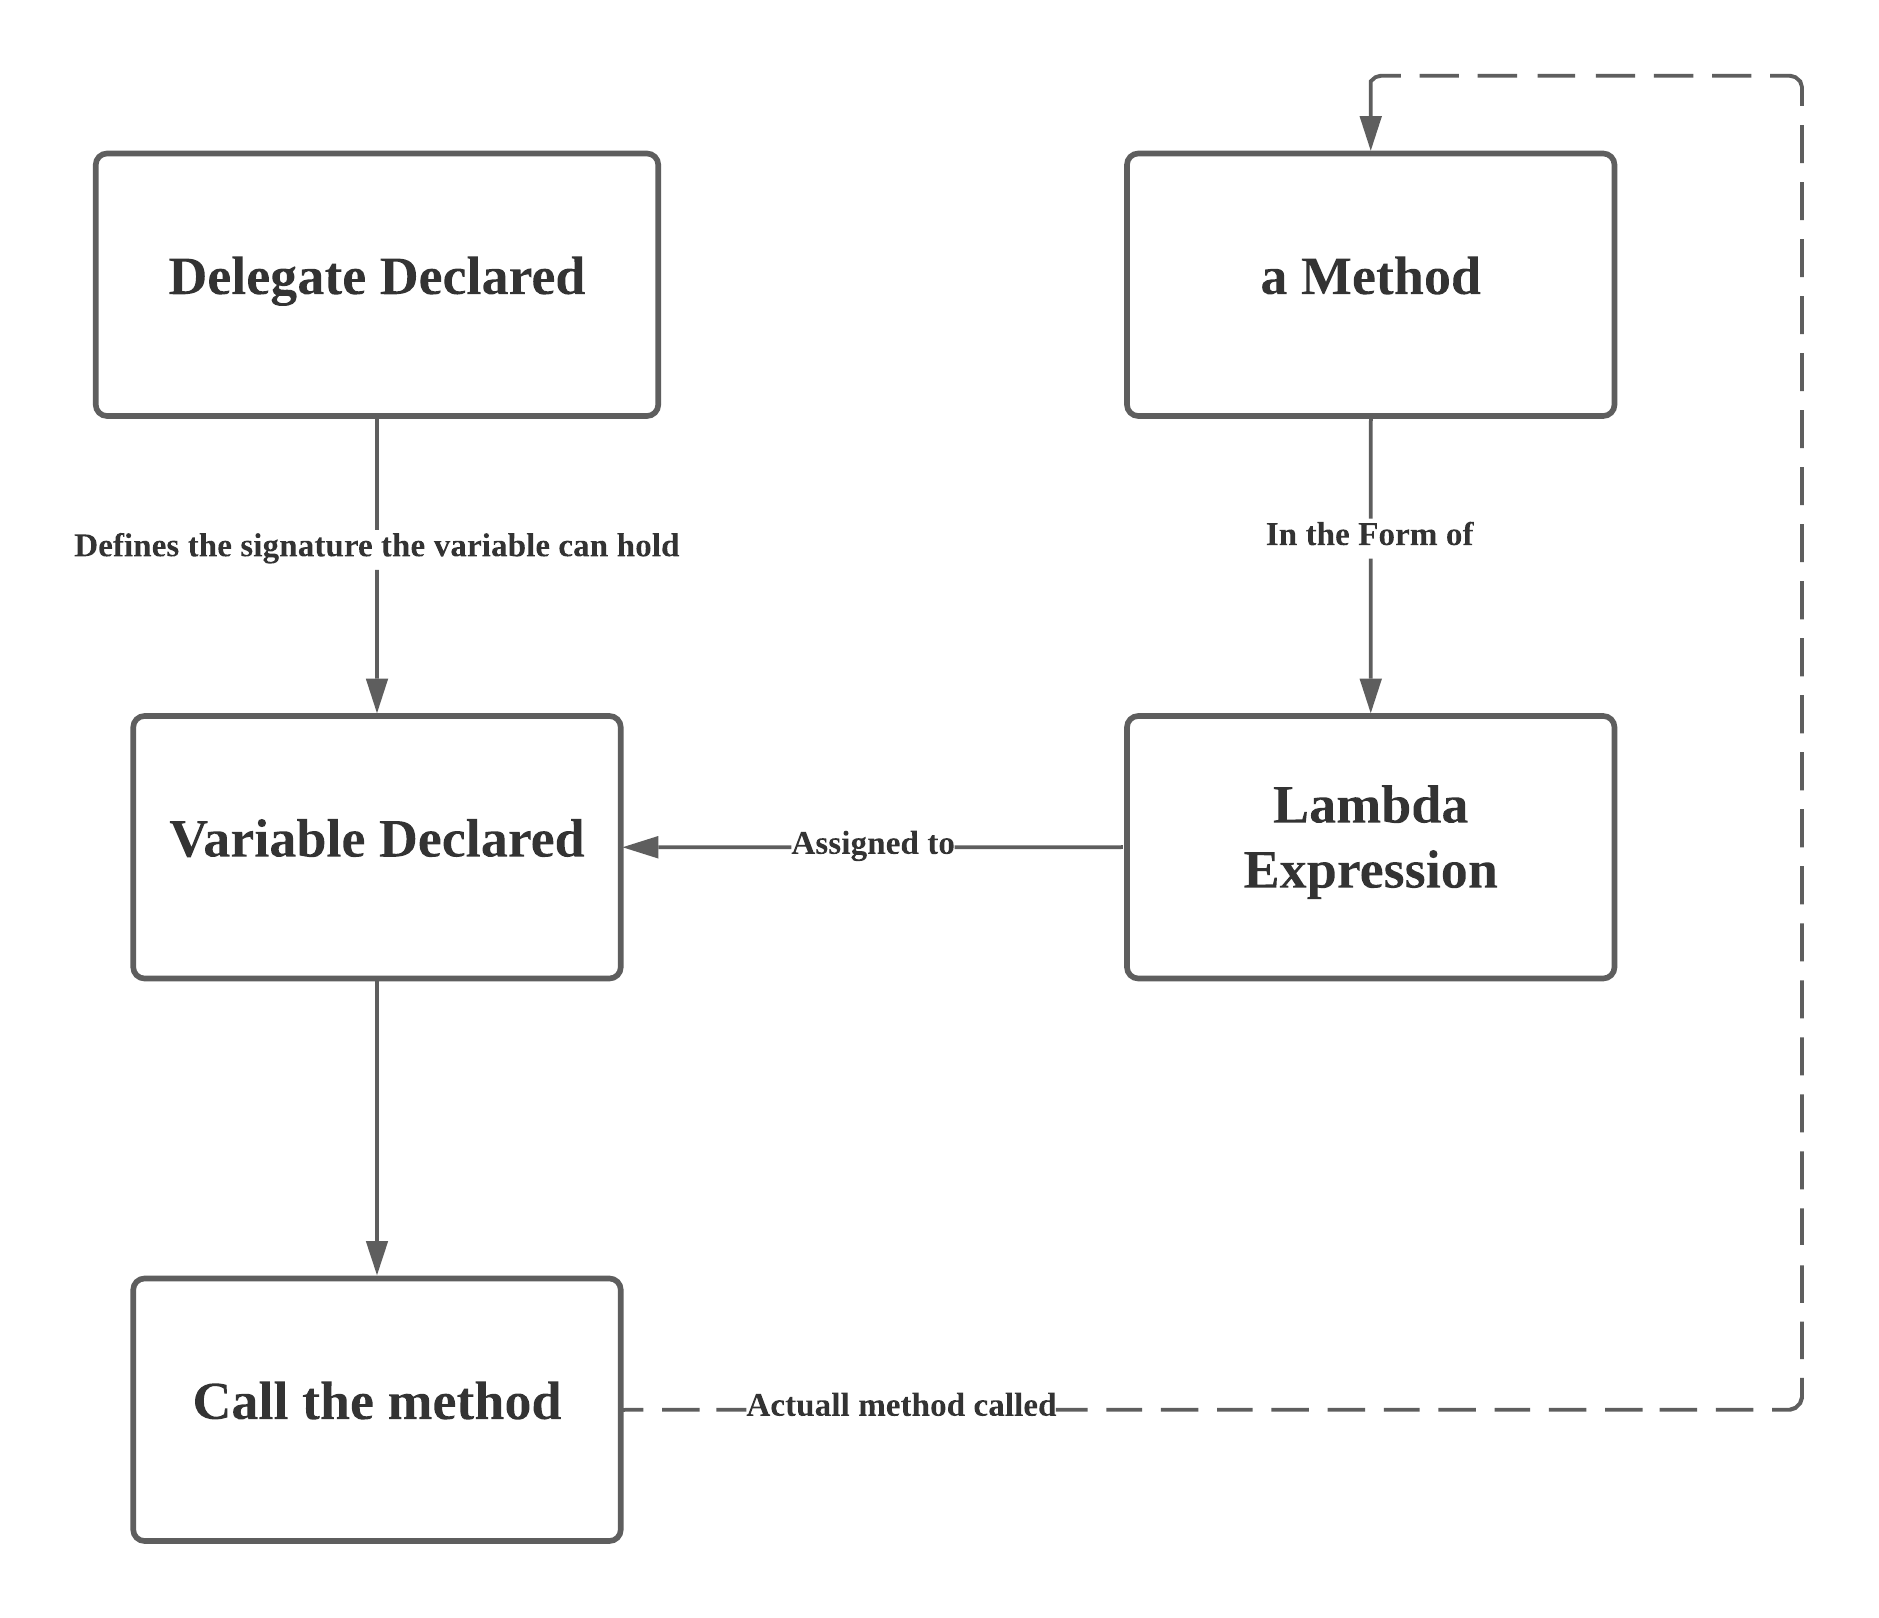 Delegate Declared
a Method
Defines the signature the variable can hold
In the Form of
Variable Declared
Assigned to
Lambda
Expression
Call the method
Actuall method called